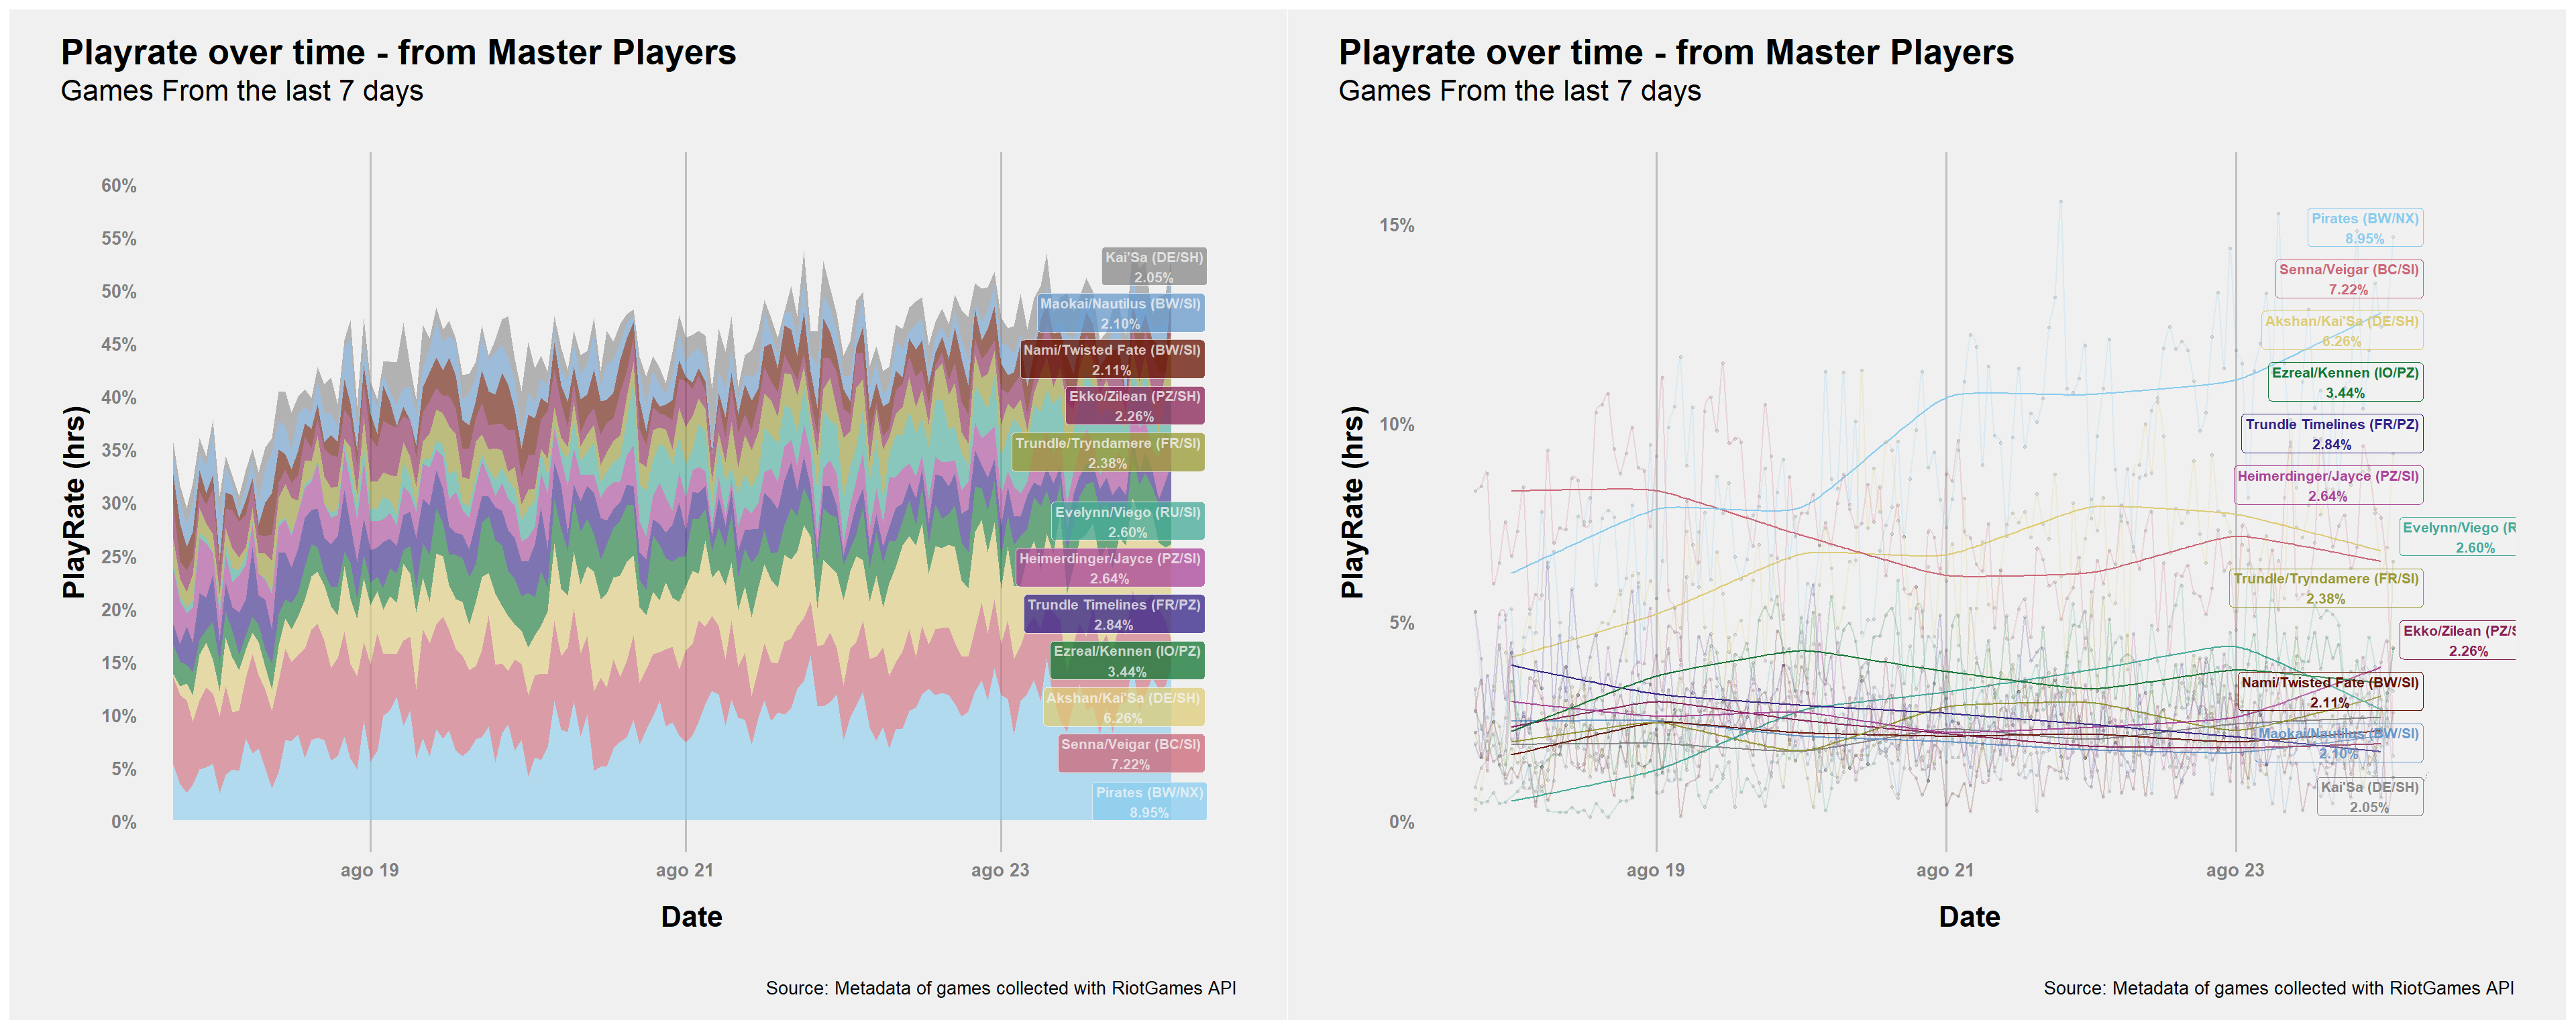 Playrate over time - from Master Players
Games From the last 7 days
PlayRate (hrs)
60%
55%
50%
45%
40%
35%
30%
25%
20%
15%
10%
5%
0%
Kai'Sa (DE/SH)
2.05%
Maokai/Nautilus (BW/SI)
2.10%
Nami/Twisted Fate (BW/SI)
2.11%
Ekko/Zilean (PZ/SH)
2.26%
Trundle/Tryndamere (FR/SI)
2.38%
Evelynn/Viego (RU/SI)
2.60%
Heimerdinger/Jayce (PZ/SI)
2.64%
Trundle Timelines (FR/PZ)
2.84%
Ezreal/Kennen (IO/PZ)
3.44%
Akshan/Kai'Sa (DE/SH)
6.26%
Senna/Veigar (BC/SI)
7.22%
Pirates (BW/NX)
8.95%
ago 19
ago 21
ago 23
Date
Source: Metadata of games collected with RiotGames API
Playrate over time - from Master Players
Games From the last 7 days
PlayRate (hrs)
15%
10%
5%
0%
Pirates (BW/NX)
8.95%
Senna/Veigar (BC/SI)
7.22%
Akshan/Kai'Sa (DE/SH)
6.26%
Ezreal/Kennen (IO/PZ)
3.44%
Trundle Timelines (FR/PZ)
2.84%
Heimerdinger/Jayce (PZ/SI)
2.64%
Evelynn/Viego (R
2.60%
Trundle/Tryndamere (FR/SI)
2.38%
Ekko/Zilean (PZ/S
2.26%
Nami/Twisted Fate (BW/SI)
2.11%
Maokai/Nautilus (BW/SI)
2.10%
Kai'Sa (DE/SH)
2.05%
ago 19
ago 21
ago 23
Date
Source: Metadata of games collected with RiotGames API